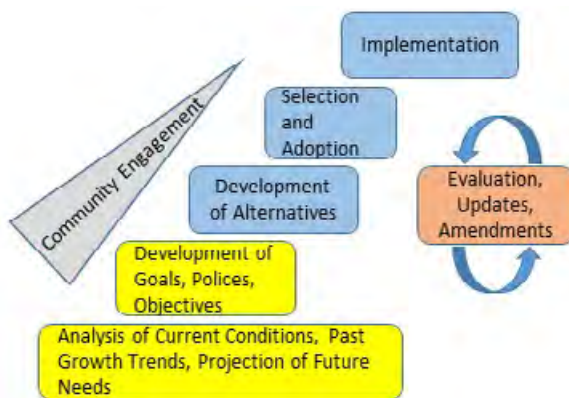 Implementation
Selection
and
Adoption
Community Engagement
Development
of Alternatives
Evaluation,
Updates,
Amendments
Development of
Goals, Polices,
Objectives
Analysis of Current Conditions, Past
Growth Trends, Projection of Future
Needs